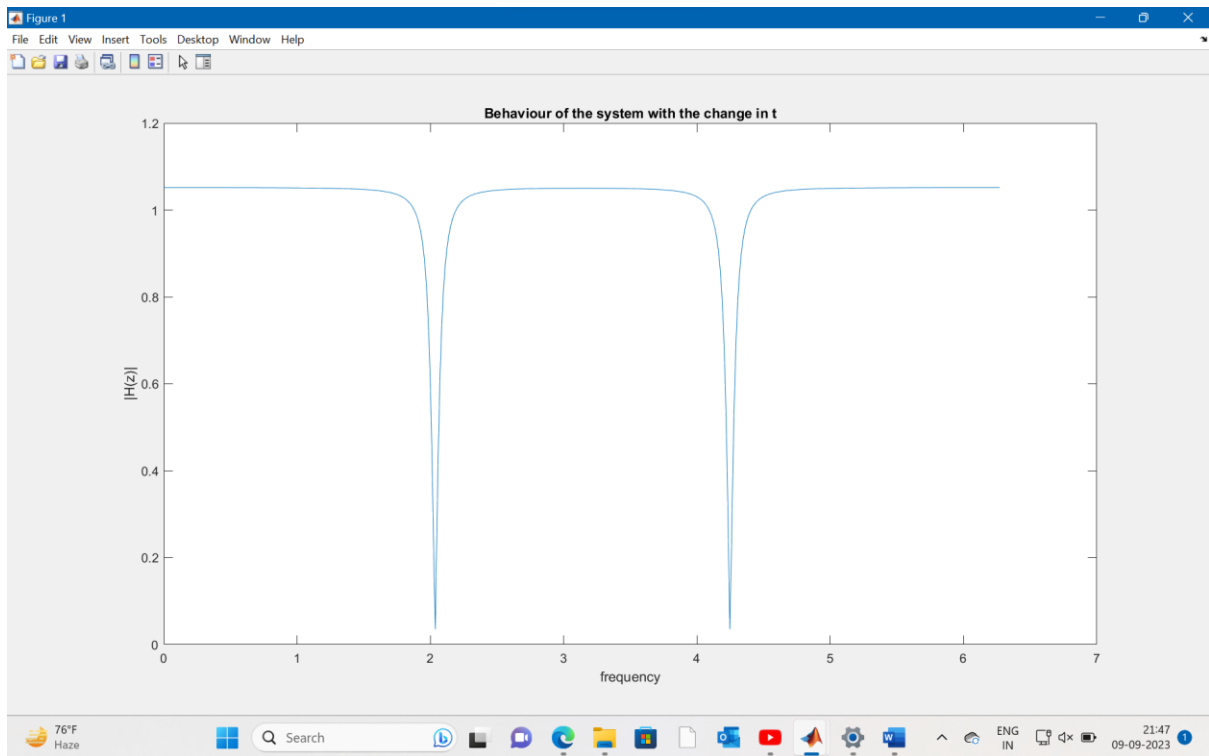 Figure 1
File Edit View Insert Tools Desktop Window Help
Behaviour of the system with the change in t
1.2
1
0.8
0.6
0.4
0.2
0
|H(z)|
0 1 2 3 4 5 6 7
frequency
76°F
Haze
Search
ENG
IN
21:47
09-09-2023
1